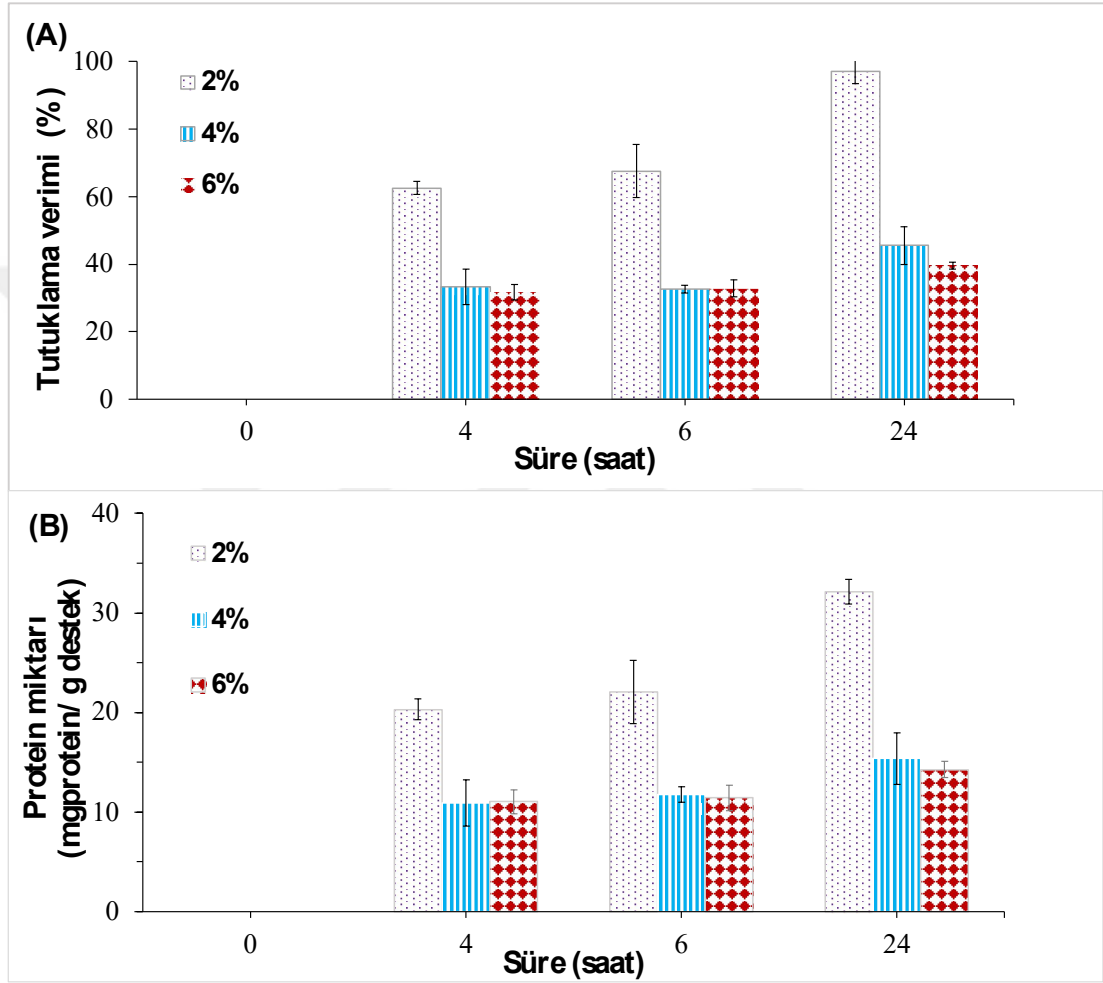 (A)
Tutuklama verimi (%)
100
80
60
40
20
0
2%
4%
6%
0 4 6 24
Süre (saat)
(B)
Protein miktarı
(mgprotein/ g destek)
40
30
20
10
0
2%
4%
6%
0 4 6 24
Süre (saat)